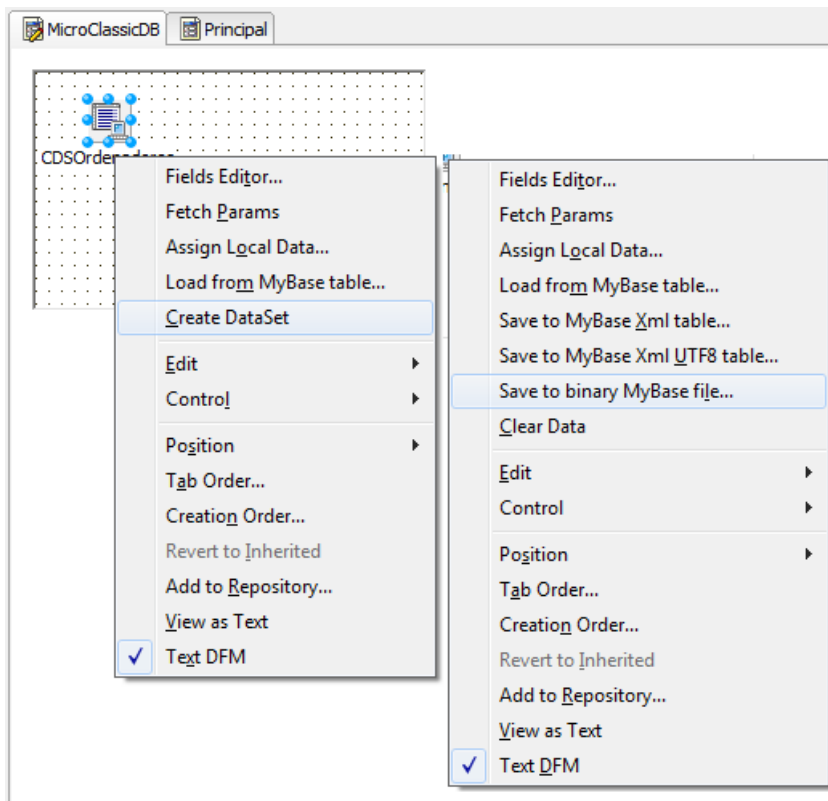 MicroClassicDB
Principal
CDSOrdenadores
Fields Editor...
Fetch Params
Assign Local Data...
Load from MyBase table...
Create DataSet
Edit
Control
Position
Tab Order...
Creation Order...
Revert to Inherited
Add to Repository...
View as Text
Text DFM
Fields Editor...
Fetch Params
Assign Local Data...
Load from MyBase table...
Save to MyBase Xml table...
Save to MyBase Xml UTF8 table...
Save to binary MyBase file...
Clear Data
Edit
Control
Position
Tab Order...
Creation Order...
Revert to Inherited
Add to Repository...
View as Text
Text DFM